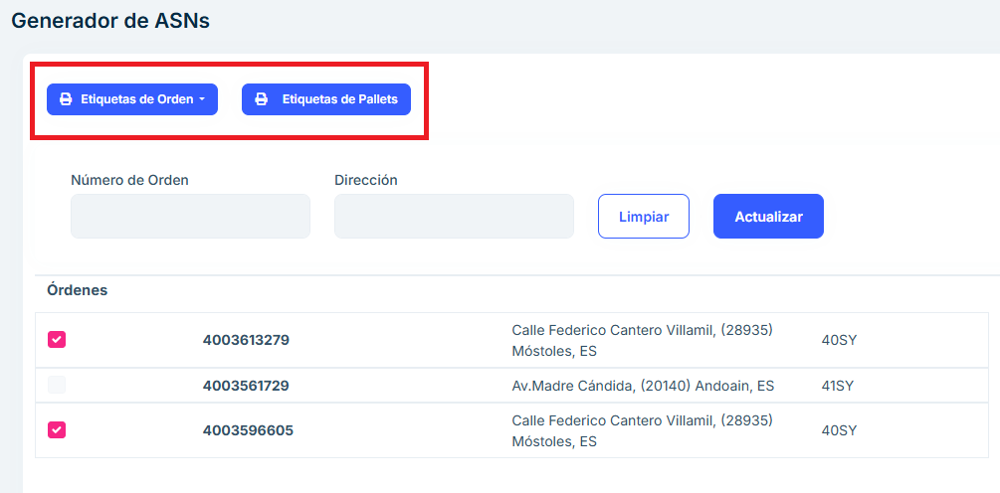 Generador de ASNs
Etiquetas de Orden
Etiquetas de Pallets
Número de Orden
Dirección
Limpiar
Actualizar
Órdenes
4003613279
Calle Federico Cantero Villamil, (28935)
Móstoles, ES
40SY
4003561729
Av.Madre Cándida, (20140) Andoain, ES
41SY
4003596605
Calle Federico Cantero Villamil, (28935)
Móstoles, ES
40SY